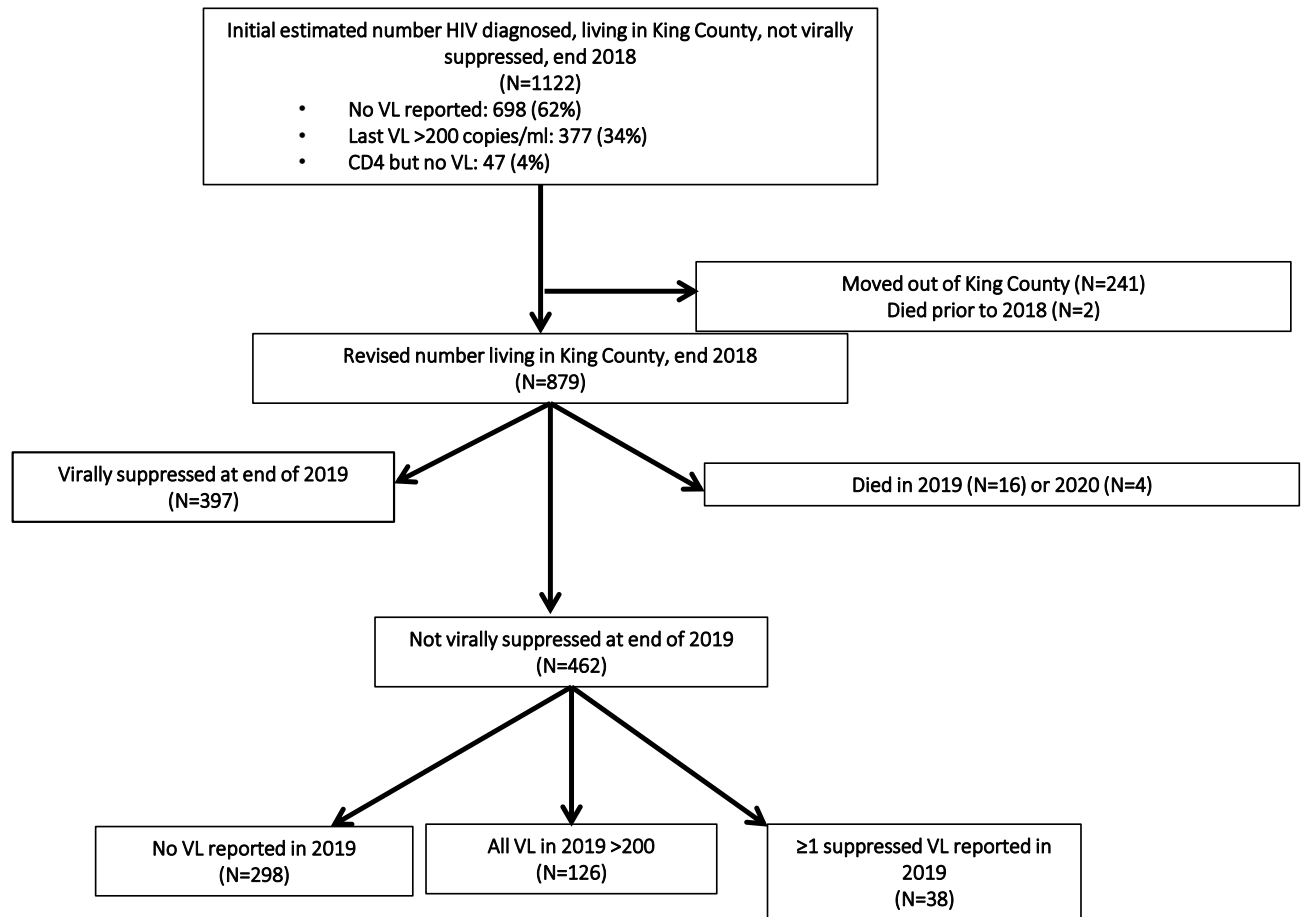 Initial estimated number HIV diagnosed, living in King County, not virally
suppressed, end 2018
(N=1122)
• No VL reported: 698 (62%)
• Last VL >200 copies/ml: 377 (34%)
• CD4 but no VL: 47 (4%)
Moved out of King County (N=241)
Died prior to 2018 (N=2)
Revised number living in King County, end 2018
(N=879)
Virally suppressed at end of 2019
(N=397)
Died in 2019 (N=16) or 2020 (N=4)
Not virally suppressed at end of 2019
(N=462)
No VL reported in 2019
(N=298)
All VL in 2019 >200
(N=126)
≥1 suppressed VL reported in
2019
(N=38)